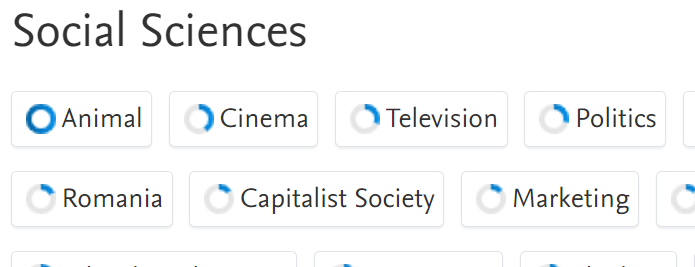 Social Sciences
Animal Cinema Television Politics
Romania Capitalist Society Marketing